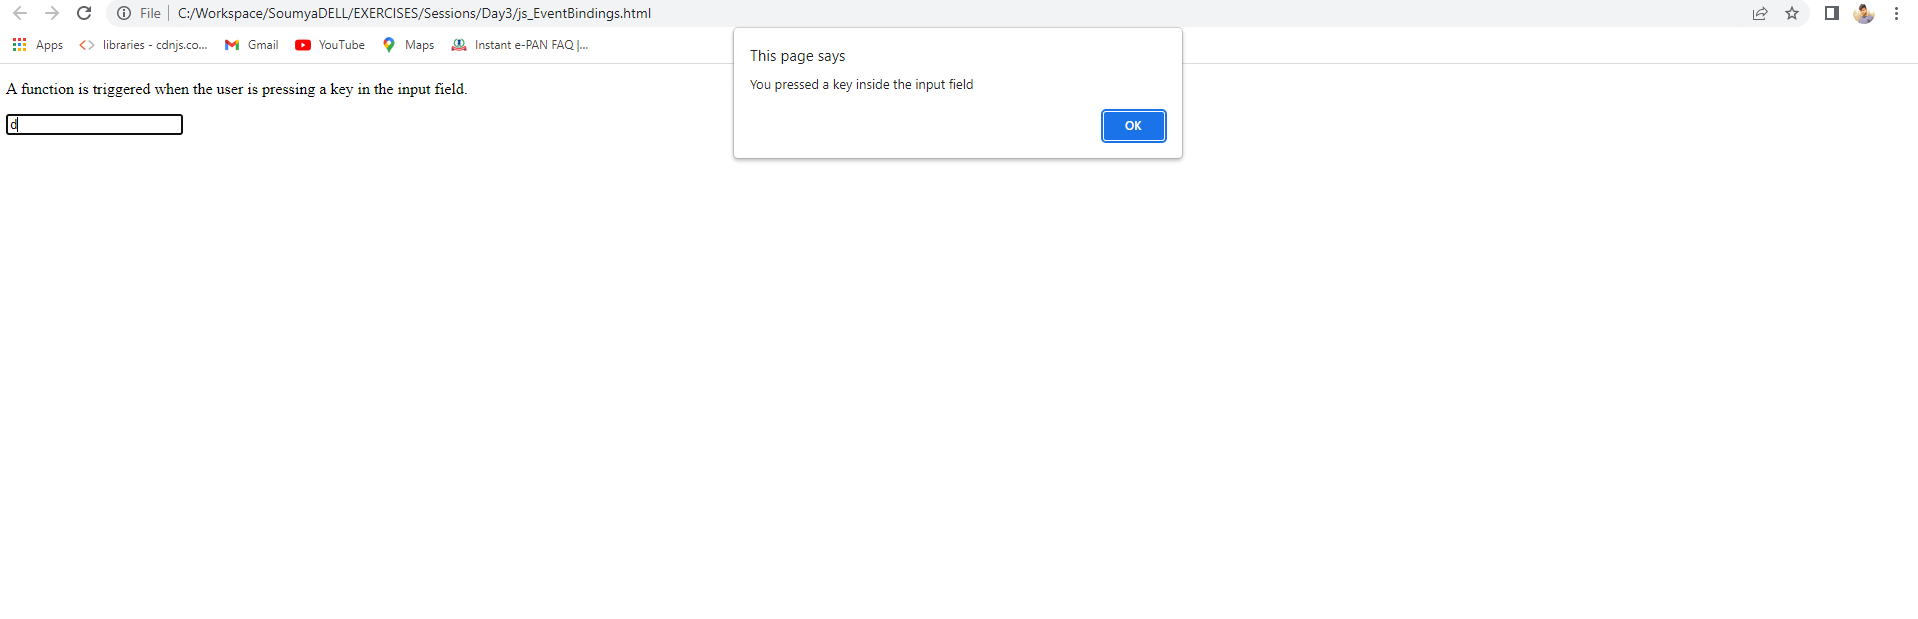 File C:/Workspace/SoumyaDELL/EXERCISES/Sessions/Day3/js_EventBindings.html
Apps libraries - cdnjs.co... Gmail YouTube Maps Instant e-PAN FAQ |...
This page says
You pressed a key inside the input field
OK
A function is triggered when the user is pressing a key in the input field.
d